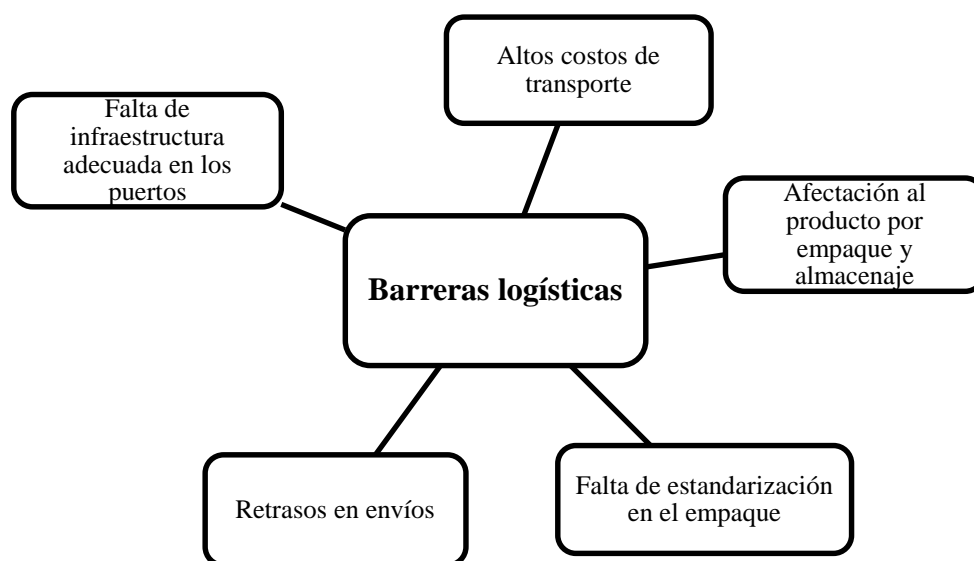 Altos costos de
transporte
Falta de
infraestructura
adecuada en los
puertos
Afectación al
producto por
empaque y
almacenaje
Barreras logísticas
Retrasos en envíos
Falta de estandarización
en el empaque